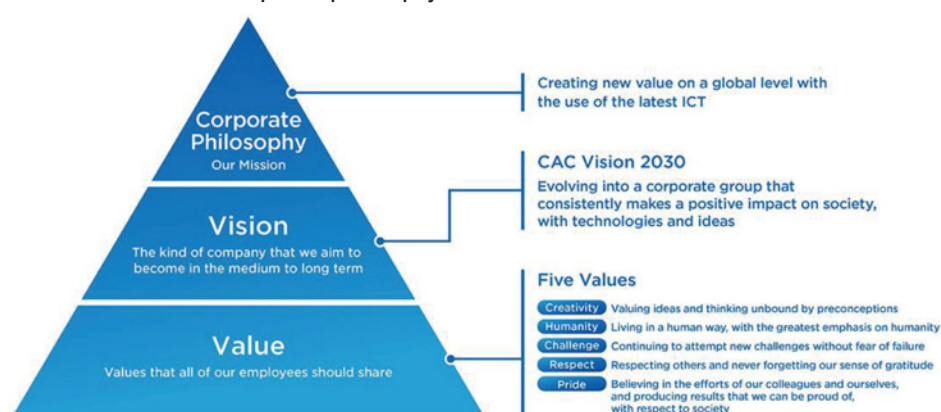 Corporate
Philosophy
Our Mission
Creating new value on a global level with
the use of the latest ICT
Vision
The kind of company that we aim to
become in the medium to long term
CAC Vision 2030
Evolving into a corporate group that
consistently makes a positive impact on society,
with technologies and ideas
Value
Values that all of our employees should share
Five Values
Creativity Valuing ideas and thinking unbound by preconceptions
Humanity Living in a human way, with the greatest emphasis on humanity
Challenge Continuing to attempt new challenges without fear of failure
Respect Respecting others and never forgetting our sense of gratitude
Pride Believing in the efforts of our colleagues and ourselves,
and producing results that we can be proud of,
with respect to society